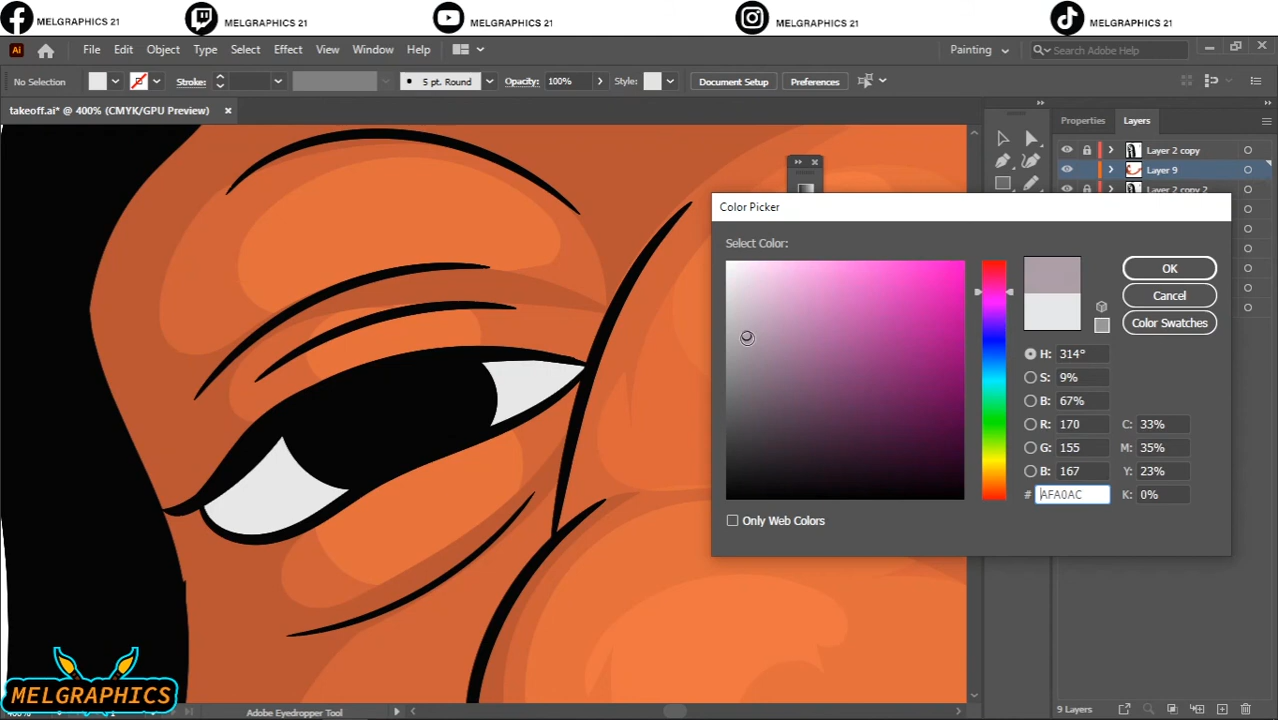 MELGRAPHICS 21 MELGRAPHICS 21 MELGRAPHICS 21 MELGRAPHICS 21 MELGRAPHICS 21
Ai File Edit Object Type Select Effect View Window Help Painting Search Adobe Help
No Selection Stroke: 5 pt. Round Opacity: 100% Style: Document Setup Preferences
takeoff.ai* @ 400% (CMYK/GPU Preview)
Properties Layers
Layer 2 copy
Layer 9
Layer 2 copy 2
Color Picker
Select Color:
OK
Cancel
Color Swatches
H: 314°
S: 9%
B: 67%
R: 170 C: 33%
G: 155 M: 35%
B: 167 Y: 23%
# AFA0AC K: 0%
Only Web Colors
MELGRAPHICS
Adobe Eyedropper Tool
9 Layers